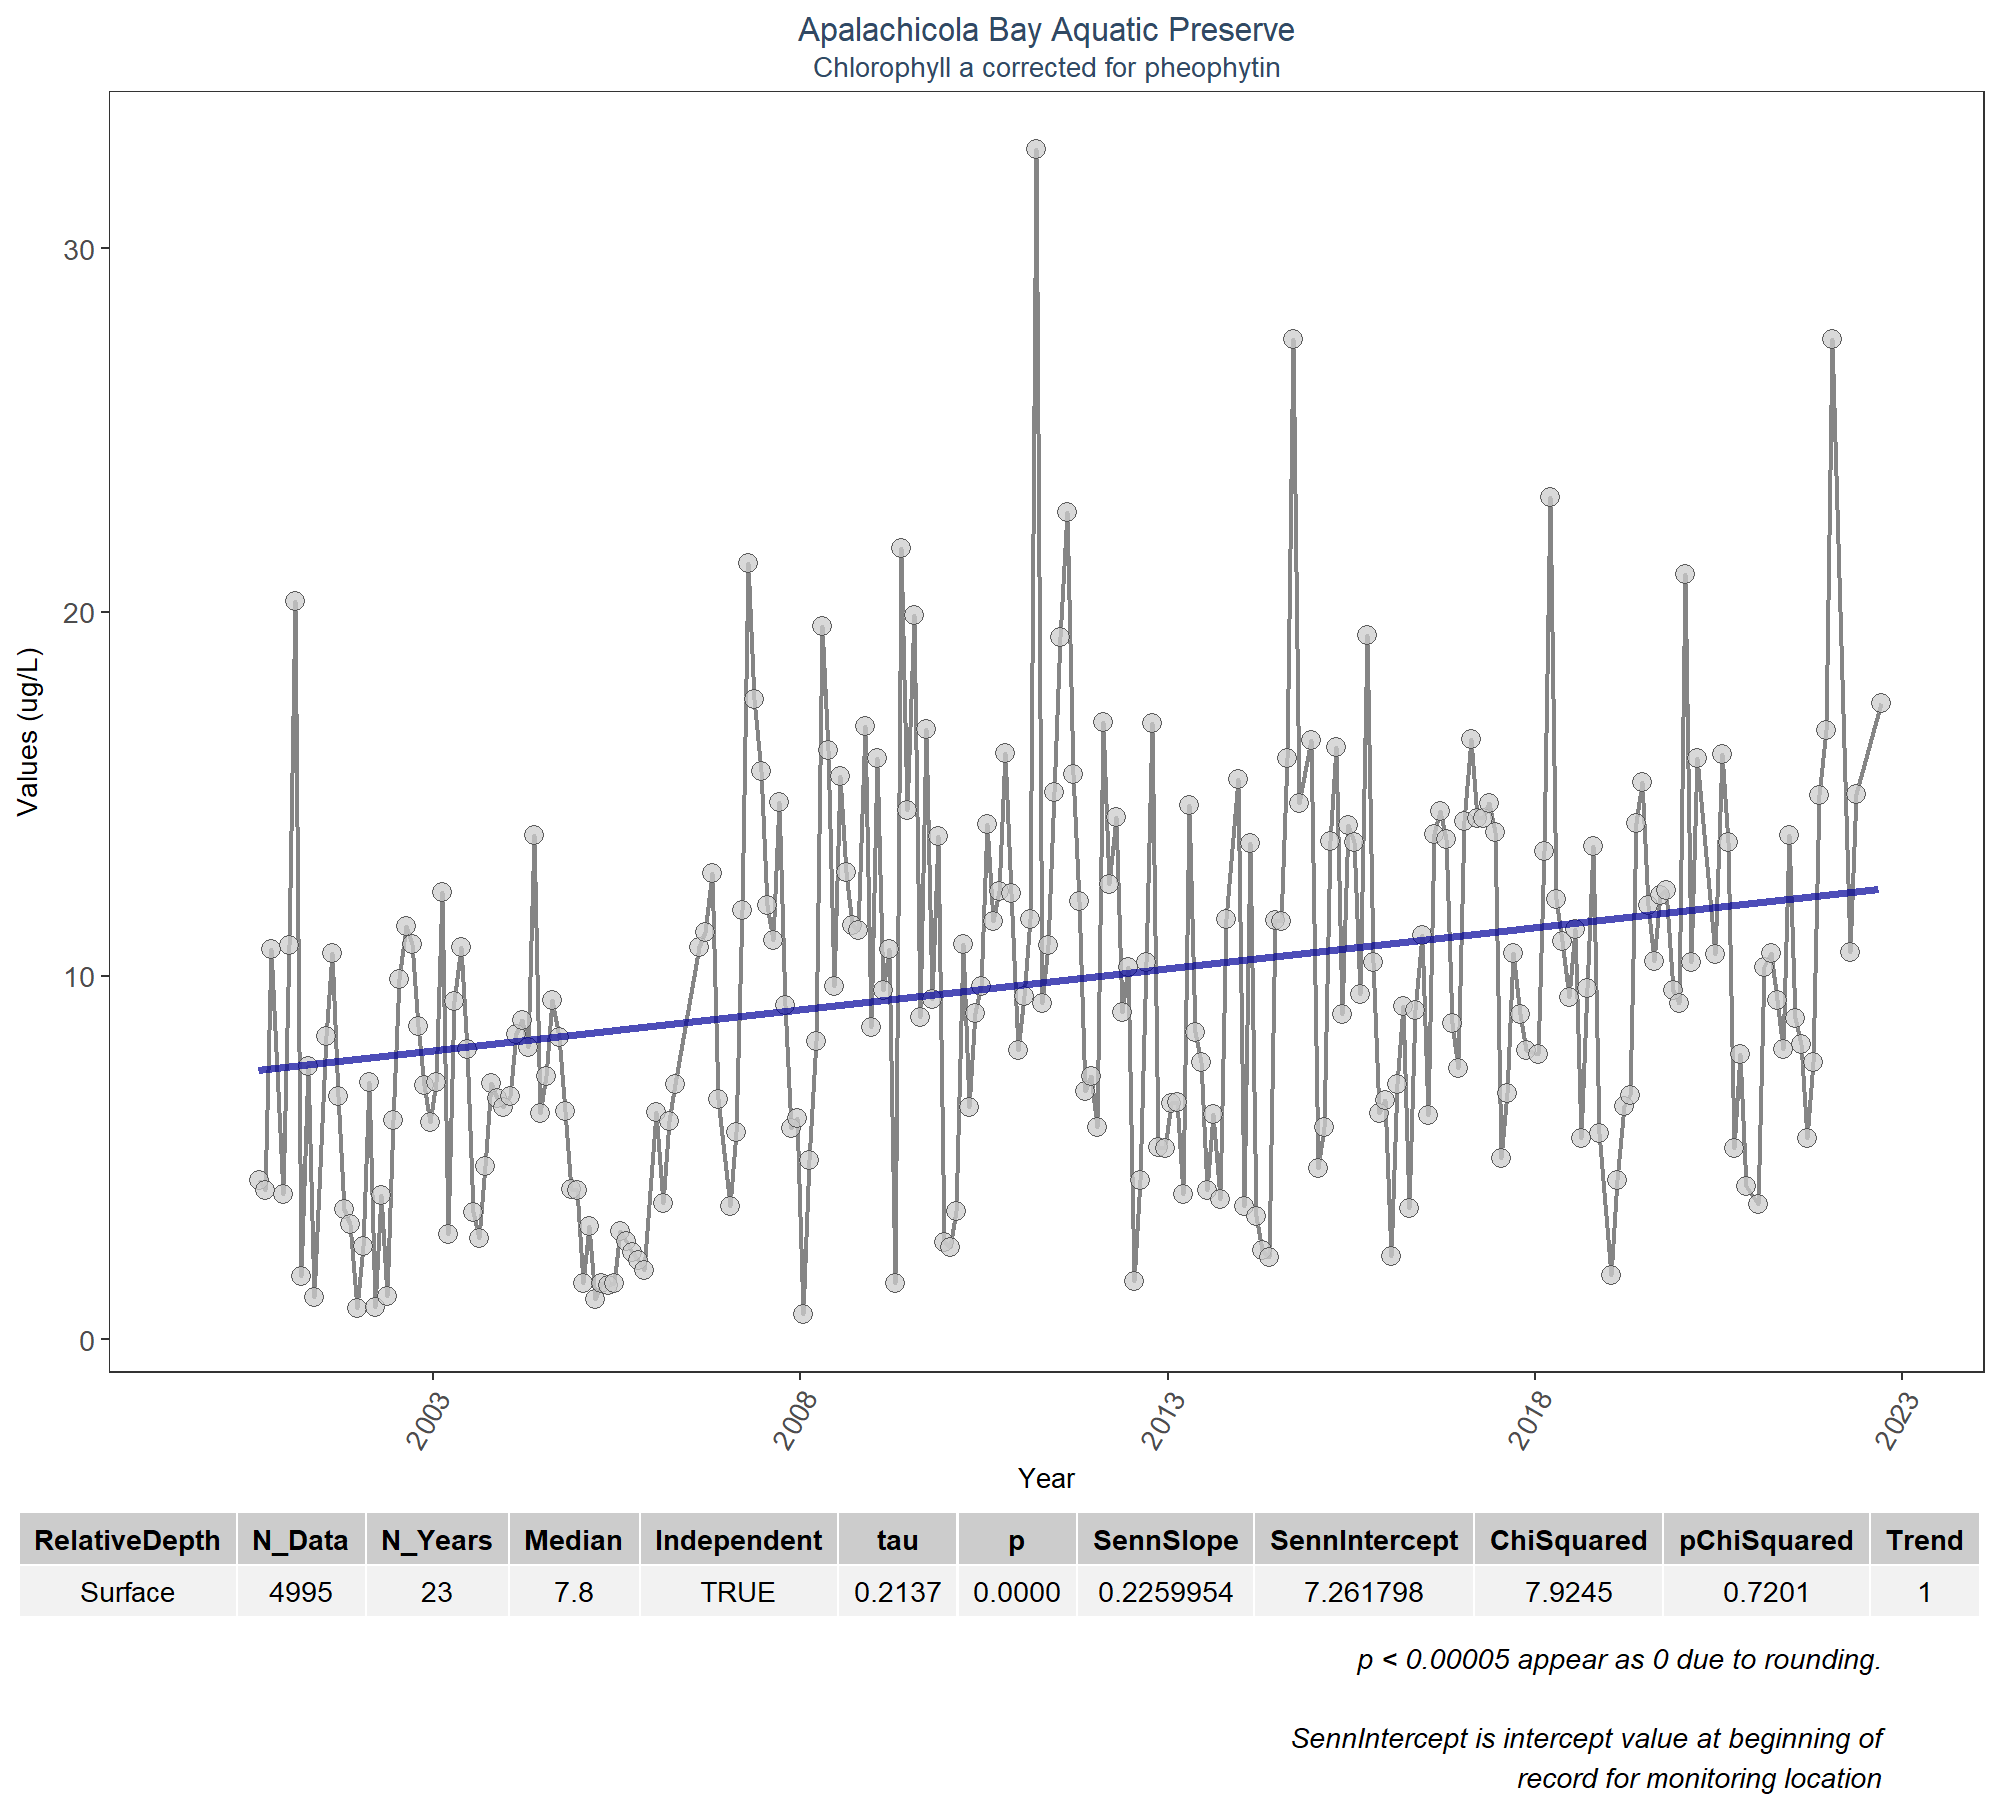 Apalachicola Bay Aquatic Preserve
Chlorophyll a corrected for pheophytin
Values (ug/L)
30
20
10
0
2003
2008
2013
2018
2023
Year
RelativeDepth N_Data N_Years Median Independent tau p SennSlope SennIntercept ChiSquared pChiSquared Trend
Surface 4995 23 7.8 TRUE 0.2137 0.0000 0.2259954 7.261798 7.9245 0.7201 1
p < 0.00005 appear as 0 due to rounding.
SennIntercept is intercept value at beginning of
record for monitoring location